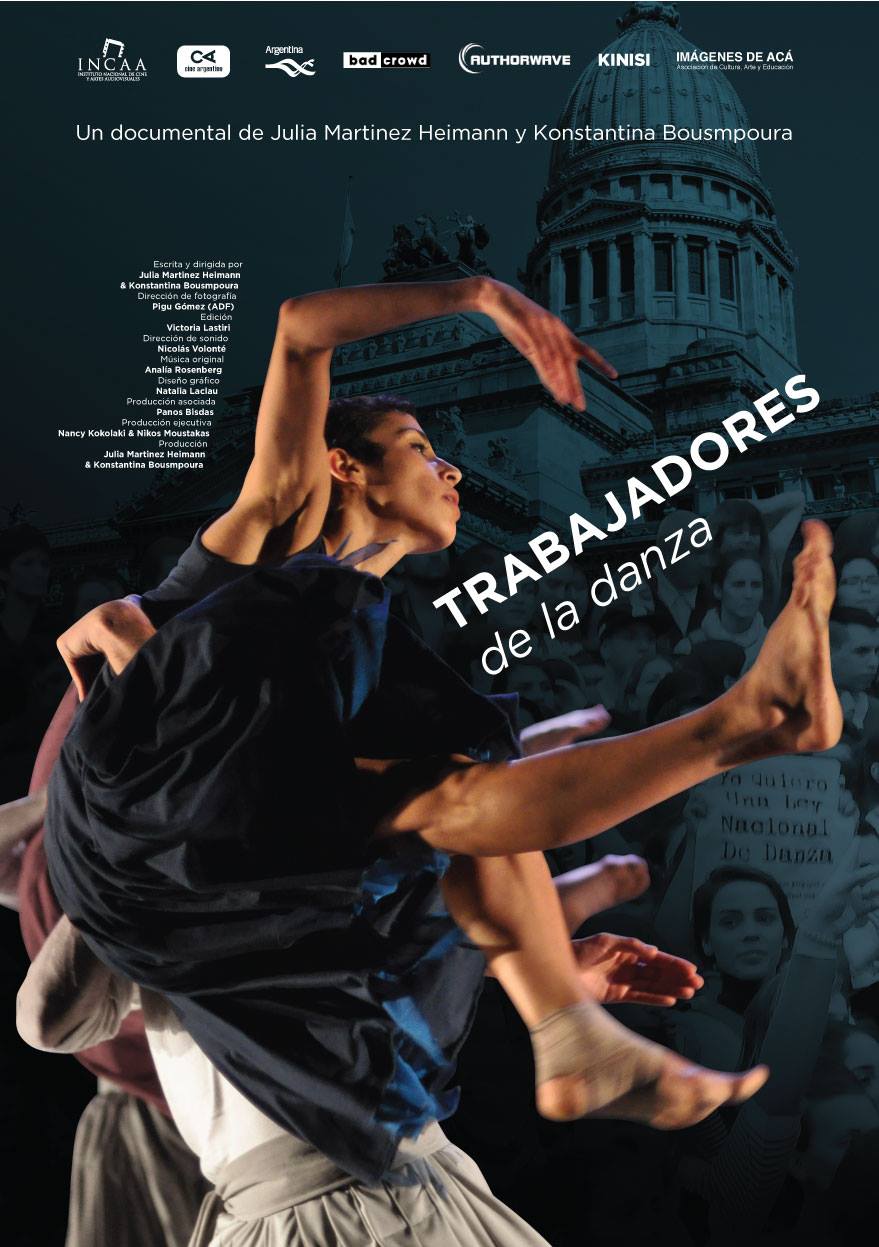 INCAA
INSTITUTO NACIONAL DE CINE
Y ARTES AUDIOVISUALES
CA
cine argentino
Argentina
bad crowd
AUTHORWAVE
KINISI
IMÁGENES DE ACÁ
Asociación de Cultura, Arte y Educación
Un documental de Julia Martinez Heimann y Konstantina Bousmpoura
Escrita y dirigida por
Julia Martinez Heimann
& Konstantina Bousmpoura
Dirección de fotografía
Pigu Gómez (ADF)
Edición
Victoria Lastiri
Dirección de sonido
Nicolás Volonté
Música original
Analía Rosenberg
Diseño gráfico
Natalia Laclau
Producción asociada
Panos Bisdas
Producción ejecutiva
Nancy Kokolaki & Nikos Moustakas
Producción
Julia Martinez Heimann
& Konstantina Bousmpoura
TRABAJADORES
de la danza
Yo Quiero
Una Ley
Nacional
De Danza